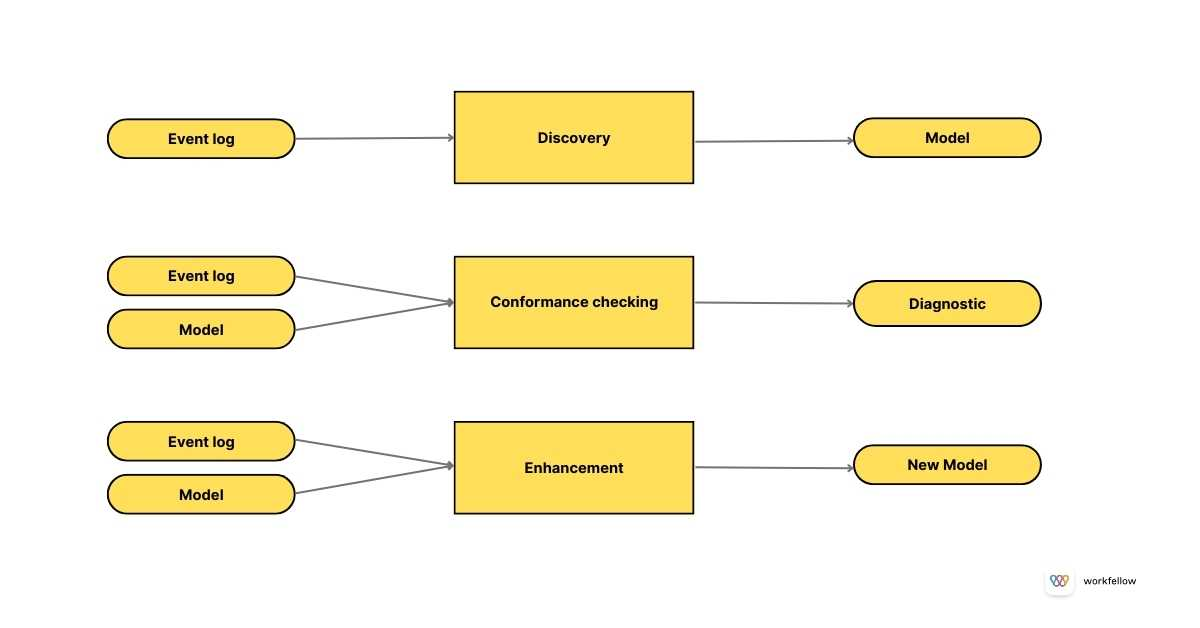 Event log
Discovery
Model
Event log
Model
Conformance checking
Diagnostic
Event log
Model
Enhancement
New Model
workfellow